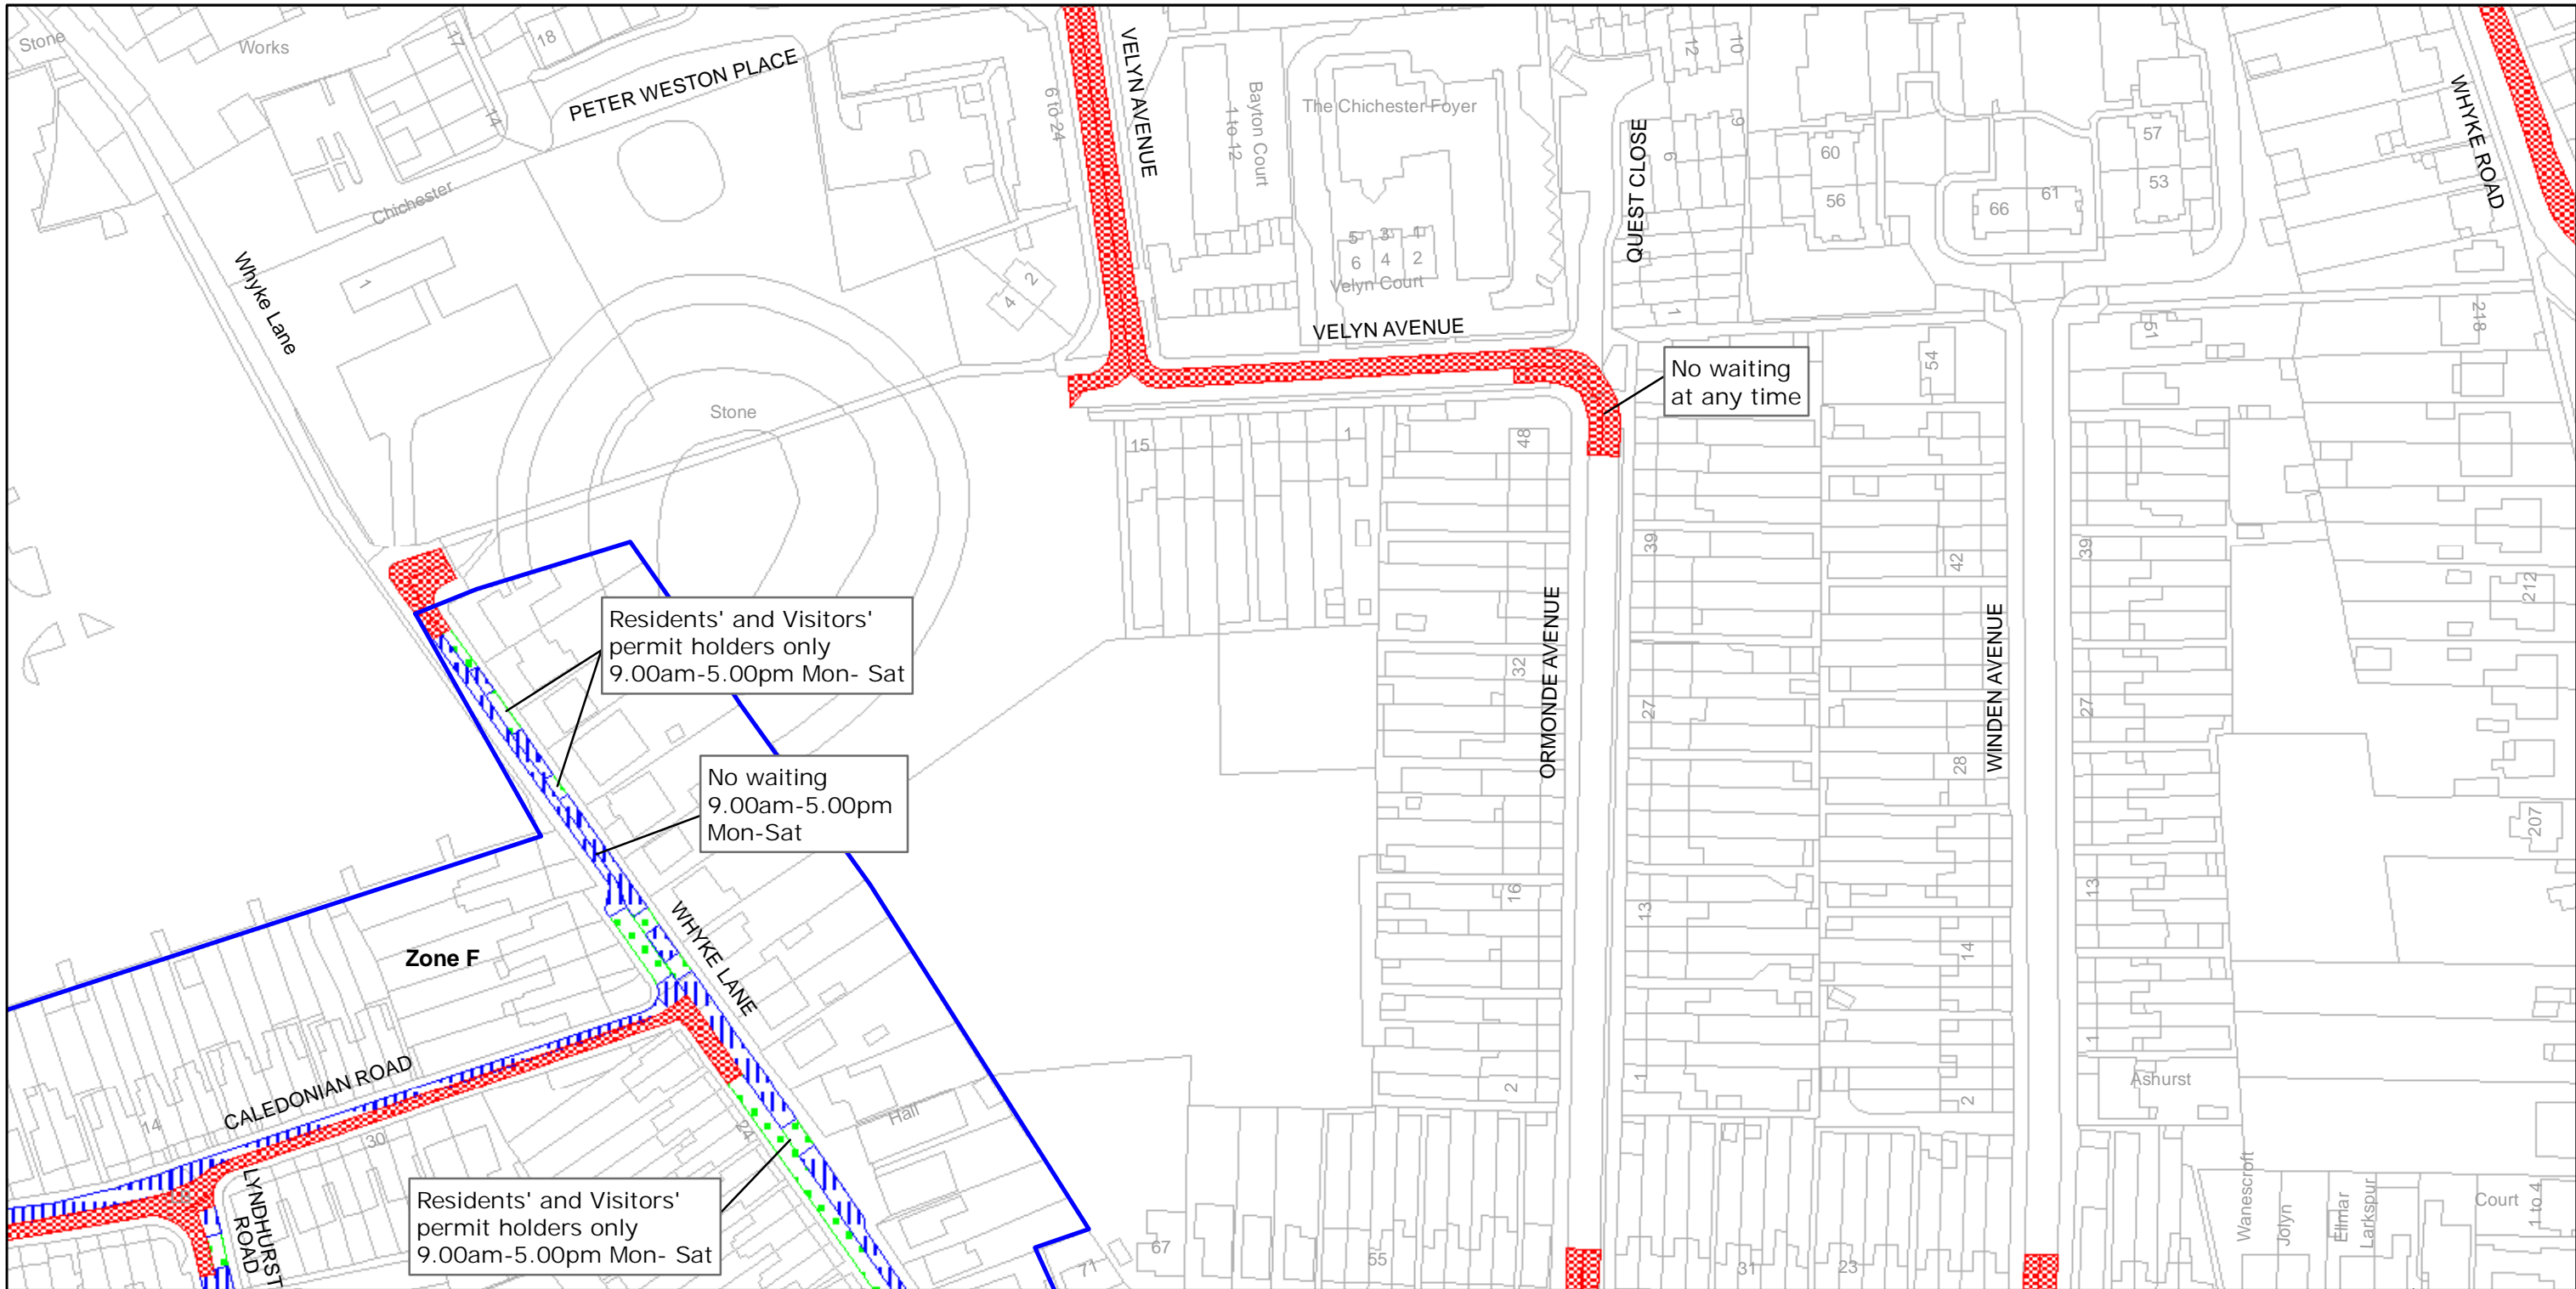 Stone
Works
17
18
14
PETER WESTON PLACE
6 to 24
VELYN AVENUE
Bayton Court
1 to 12
The Chichester Foyer
QUEST CLOSE
12
10
9
6
60
56
57
53
66
61
WHYKE ROAD
Chichester
Whyke Lane
1
2
4
5
3
1
6
4
2
Velyn Court
VELYN AVENUE
1
51
218
54
No waiting
at any time
Stone
15
1
48
39
42
39
212
Residents' and Visitors'
permit holders only
9.00am-5.00pm Mon- Sat
ORMONDE AVENUE
32
27
WINDEN AVENUE
27
28
No waiting
9.00am-5.00pm
Mon-Sat
207
16
13
14
13
WHYKE LANE
Zone F
CALEDONIAN ROAD
14
30
24
Hall
2
1
2
1
Ashurst
LYNDHURST
ROAD
Residents' and Visitors'
permit holders only
9.00am-5.00pm Mon- Sat
71
67
55
31
23
Wanescroft
Jolyn
Ellmar
Larkspur
Court
1 to 4